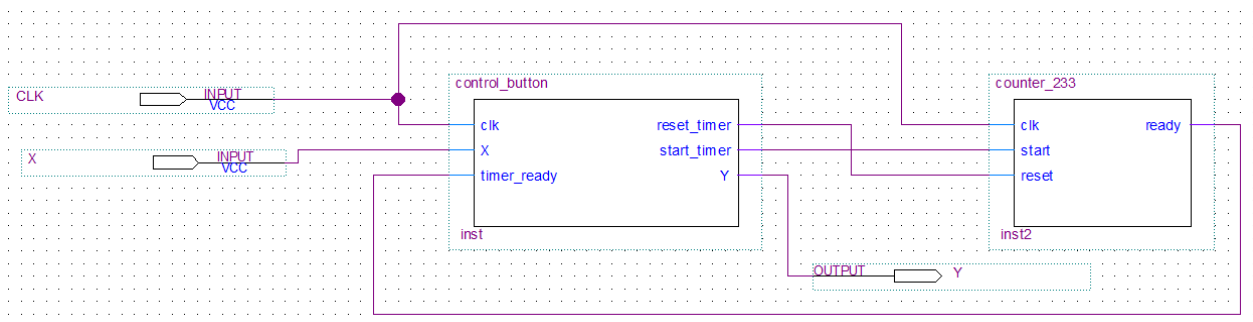 CLK
INPUT
VCC
X
INPUT
VCC
control_button
clk
X
timer_ready
reset_timer
start_timer
Y
inst
counter_233
clk
start
reset
ready
inst2
OUTPUT
Y